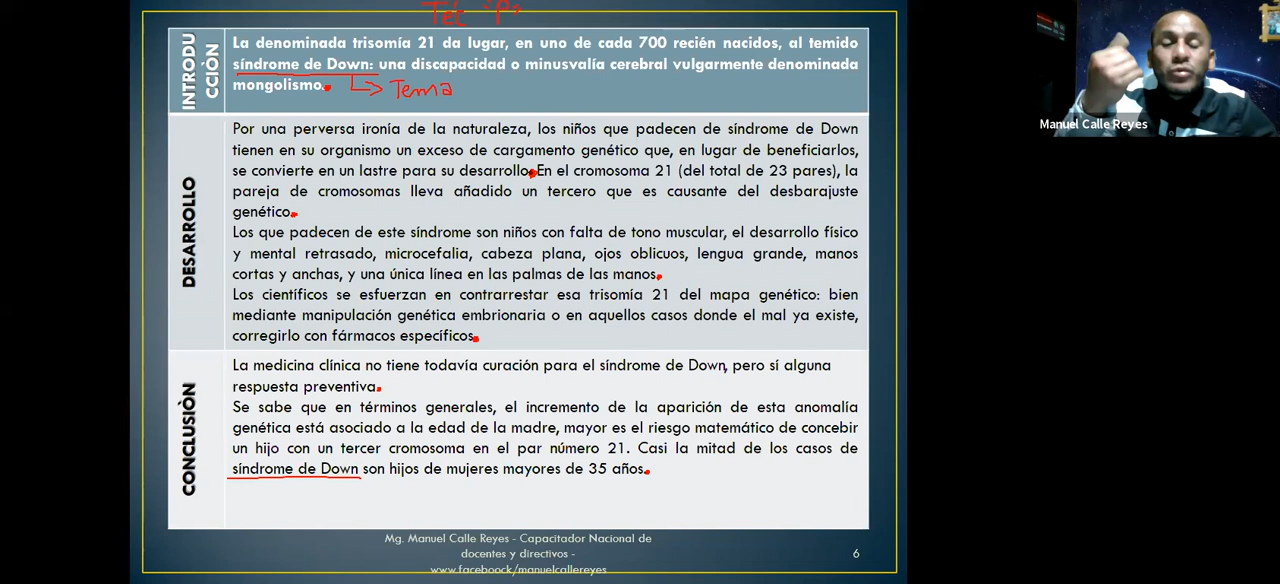 Téc
INTRODU
CCIÓN
La denominada trisomía 21 da lugar, en uno de cada 700 recién nacidos, al temido
síndrome de Down: una discapacidad o minusvalía cerebral vulgarmente denominada
mongolismo.
Tema
DESARROLLO
Por una perversa ironía de la naturaleza, los niños que padecen de síndrome de Down
tienen en su organismo un exceso de cargamento genético que, en lugar de beneficiarlos,
se convierte en un lastre para su desarrollo. En el cromosoma 21 (del total de 23 pares), la
pareja de cromosomas lleva añadido un tercero que es causante del desbarajuste
genético.
Los que padecen de este síndrome son niños con falta de tono muscular, el desarrollo físico
y mental retrasado, microcefalia, cabeza plana, ojos oblicuos, lengua grande, manos
cortas y anchas, y una única línea en las palmas de las manos.
Los científicos se esfuerzan en contrarrestar esa trisomía 21 del mapa genético: bien
mediante manipulación genética embrionaria o en aquellos casos donde el mal ya existe,
corregirlo con fármacos específicos.
CONCLUSIÒN
La medicina clínica no tiene todavía curación para el síndrome de Down, pero sí alguna
respuesta preventiva.
Se sabe que en términos generales, el incremento de la aparición de esta anomalía
genética está asociado a la edad de la madre, mayor es el riesgo matemático de concebir
un hijo con un tercer cromosoma en el par número 21. Casi la mitad de los casos de
síndrome de Down son hijos de mujeres mayores de 35 años.
Mg. Manuel Calle Reyes - Capacitador Nacional de
docentes y directivos -
www.faceboock/manuelcallereyes
6
Manuel Calle Reyes